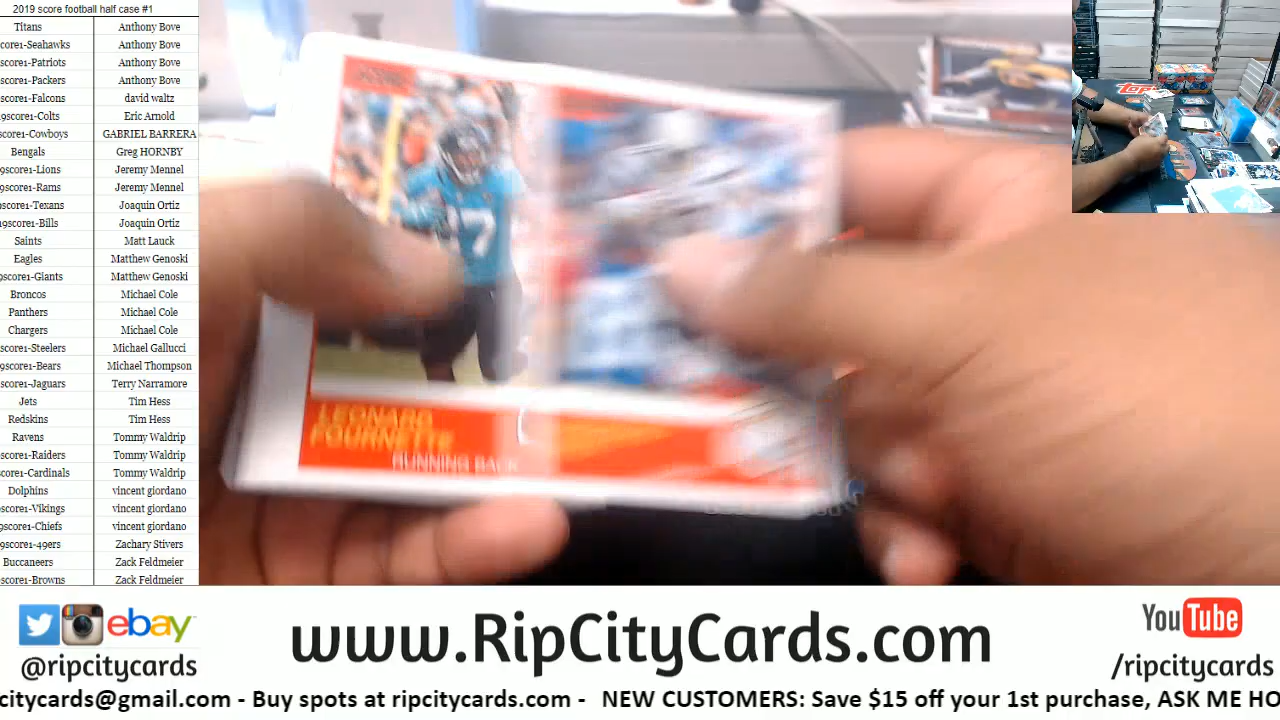 2019 score football half case #1
Titans Anthony Bove
core1-Seahawks Anthony Bove
score1-Patriots Anthony Bove
score1-Packers Anthony Bove
score1-Falcons david waltz
19score1-Colts Eric Arnold
score1-Cowboys GABRIEL BARRERA
Bengals Greg HORNBY
9score1-Lions Jeremy Mennel
9score1-Rams Jeremy Mennel
9score1-Texans Joaquin Ortiz
19score1-Bills Joaquin Ortiz
Saints Matt Lauck
Eagles Matthew Genoski
9score1-Giants Matthew Genoski
Broncos Michael Cole
Panthers Michael Cole
Chargers Michael Cole
score1-Steelers Michael Gallucci
9score1-Bears Michael Thompson
score1-Jaguars Terry Narramore
Jets Tim Hess
Redskins Tim Hess
Ravens Tommy Waldrip
score1-Raiders Tommy Waldrip
score1-Cardinals Tommy Waldrip
Dolphins vincent giordano
9score1-Vikings vincent giordano
9score1-Chiefs vincent giordano
9score1-49ers Zachary Stivers
Buccaneers Zack Feldmeier
score1-Browns Zack Feldmeier
LEONARD
FOURNETTE
RUNNING BACK
topps
ebay
@ripcitycards
www.RipCityCards.com
YouTube
/ripcitycards
citycards@gmail.com - Buy spots at ripcitycards.com - NEW CUSTOMERS: Save $15 off your 1st purchase, ASK ME HO